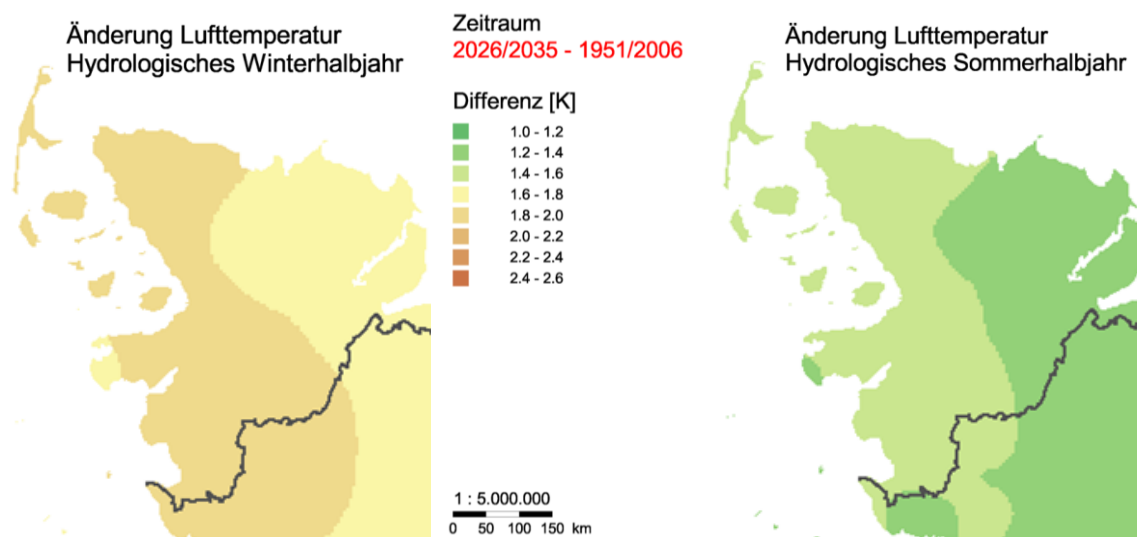 Änderung Lufttemperatur
Hydrologisches Winterhalbjahr
Zeitraum
2026/2035 - 1951/2006
Differenz [K]
1.0 - 1.2
1.2 - 1.4
1.4 - 1.6
1.6 - 1.8
1.8 - 2.0
2.0 - 2.2
2.2 - 2.4
2.4 - 2.6
1 : 5.000.000
0 50 100 150 km
Änderung Lufttemperatur
Hydrologisches Sommerhalbjahr